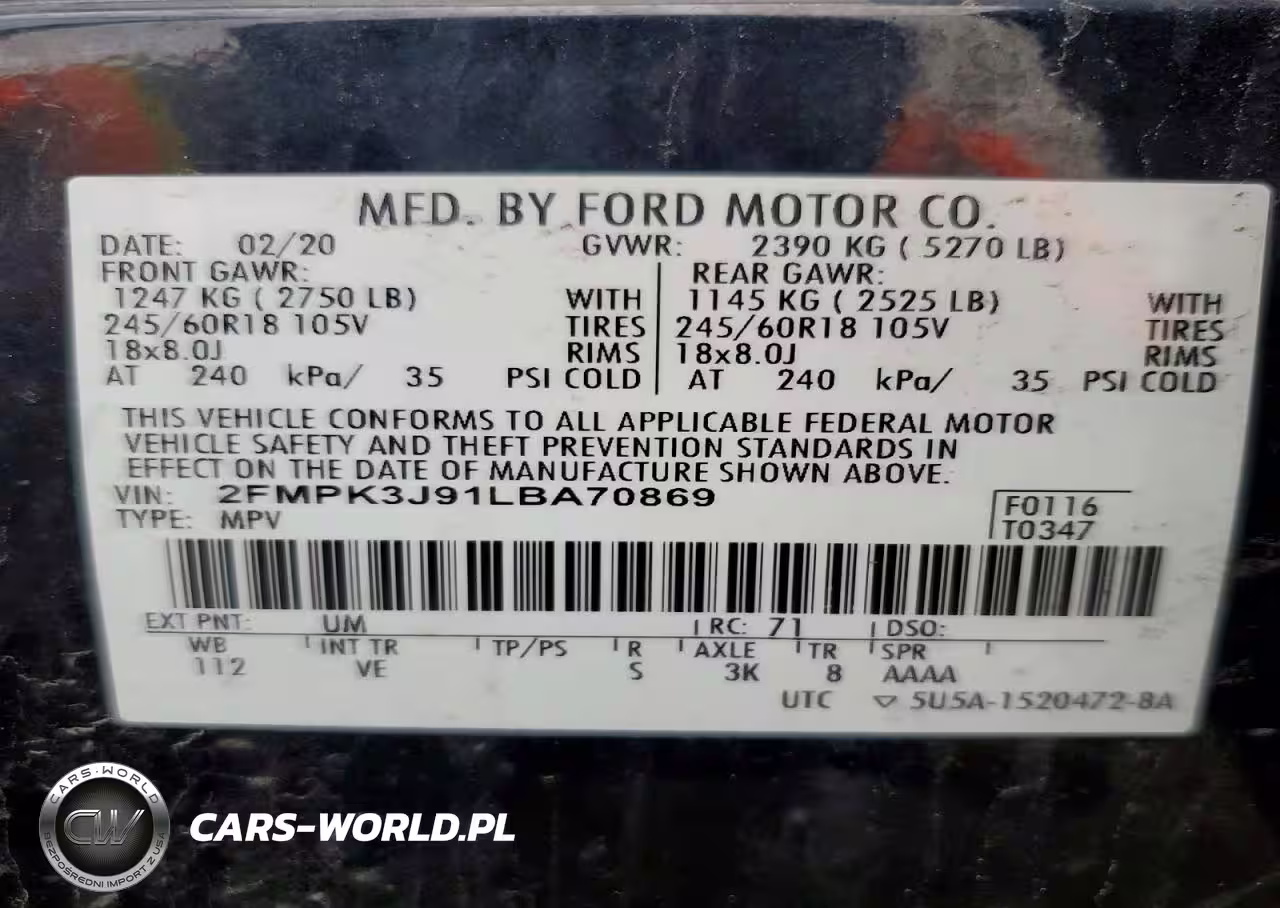 MFD. BY FORD MOTOR CO.
DATE: 02/20 GVWR: 2390 KG ( 5270 LB)
FRONT GAWR: REAR GAWR:
1247 KG ( 2750 LB) WITH 1145 KG ( 2525 LB) WITH
245/60R18 105V TIRES 245/60R18 105V TIRES
18x8.0J RIMS 18x8.0J RIMS
AT 240 kPa/ 35 PSI COLD AT 240 kPa/ 35 PSI COLD
THIS VEHICLE CONFORMS TO ALL APPLICABLE FEDERAL MOTOR
VEHICLE SAFETY AND THEFT PREVENTION STANDARDS IN
EFFECT ON THE DATE OF MANUFACTURE SHOWN ABOVE.
VIN: 2FMPK3J91LBA70869
TYPE: MPV
F0116
T0347
EXT PNT: UM RC: 71 DSO:
WB INT TR TP/PS R AXLE TR SPR
112 VE S 3K 8 AAAA
UTC ▽ 5U5A-1520472-8A
CARS-WORLD
CW
BEZPOŚREDNI IMPORT Z USA
CARS-WORLD.PL